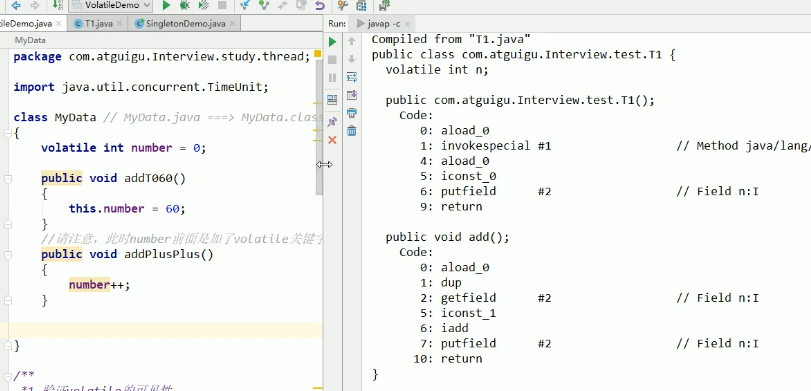 VolatileDemo
ileDemo.java
T1.java
SingletonDemo.java
MyData
package com.atguigu.Interview.study.thread;
import java.util.concurrent.TimeUnit;
class MyData // MyData.java ===> MyData.class
{
volatile int number = 0;
public void addTO60()
{
this.number = 60;
}
//请注意，此时number前面是加了volatile关键字
public void addPlusPlus()
{
number++;
}
}
/**
*1 验证volatile的可见性
Run: javap -c
Compiled from "T1.java"
public class com.atguigu.Interview.test.T1 {
volatile int n;
public com.atguigu.Interview.test.T1();
Code:
0: aload_0
1: invokespecial #1 // Method java/lang/
4: aload_0
5: iconst_0
6: putfield #2 // Field n:I
9: return
public void add();
Code:
0: aload_0
1: dup
2: getfield #2 // Field n:I
5: iconst_1
6: iadd
7: putfield #2 // Field n:I
10: return
}